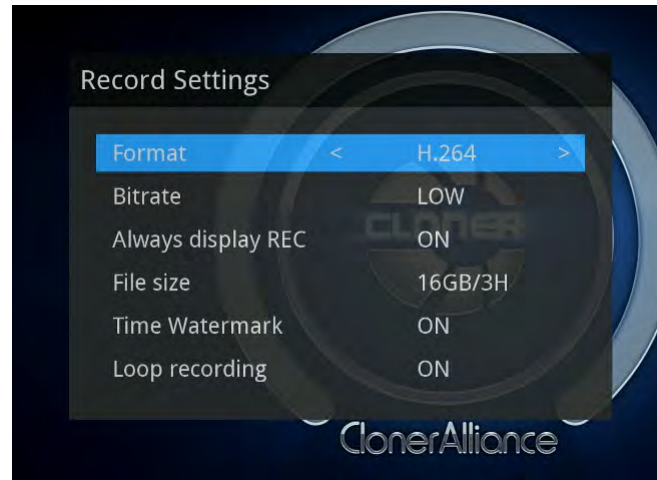 Record Settings
Format < H.264 >
Bitrate LOW
Always display REC ON
File size 16GB/3H
Time Watermark ON
Loop recording ON
CLONER
ClonerAlliance